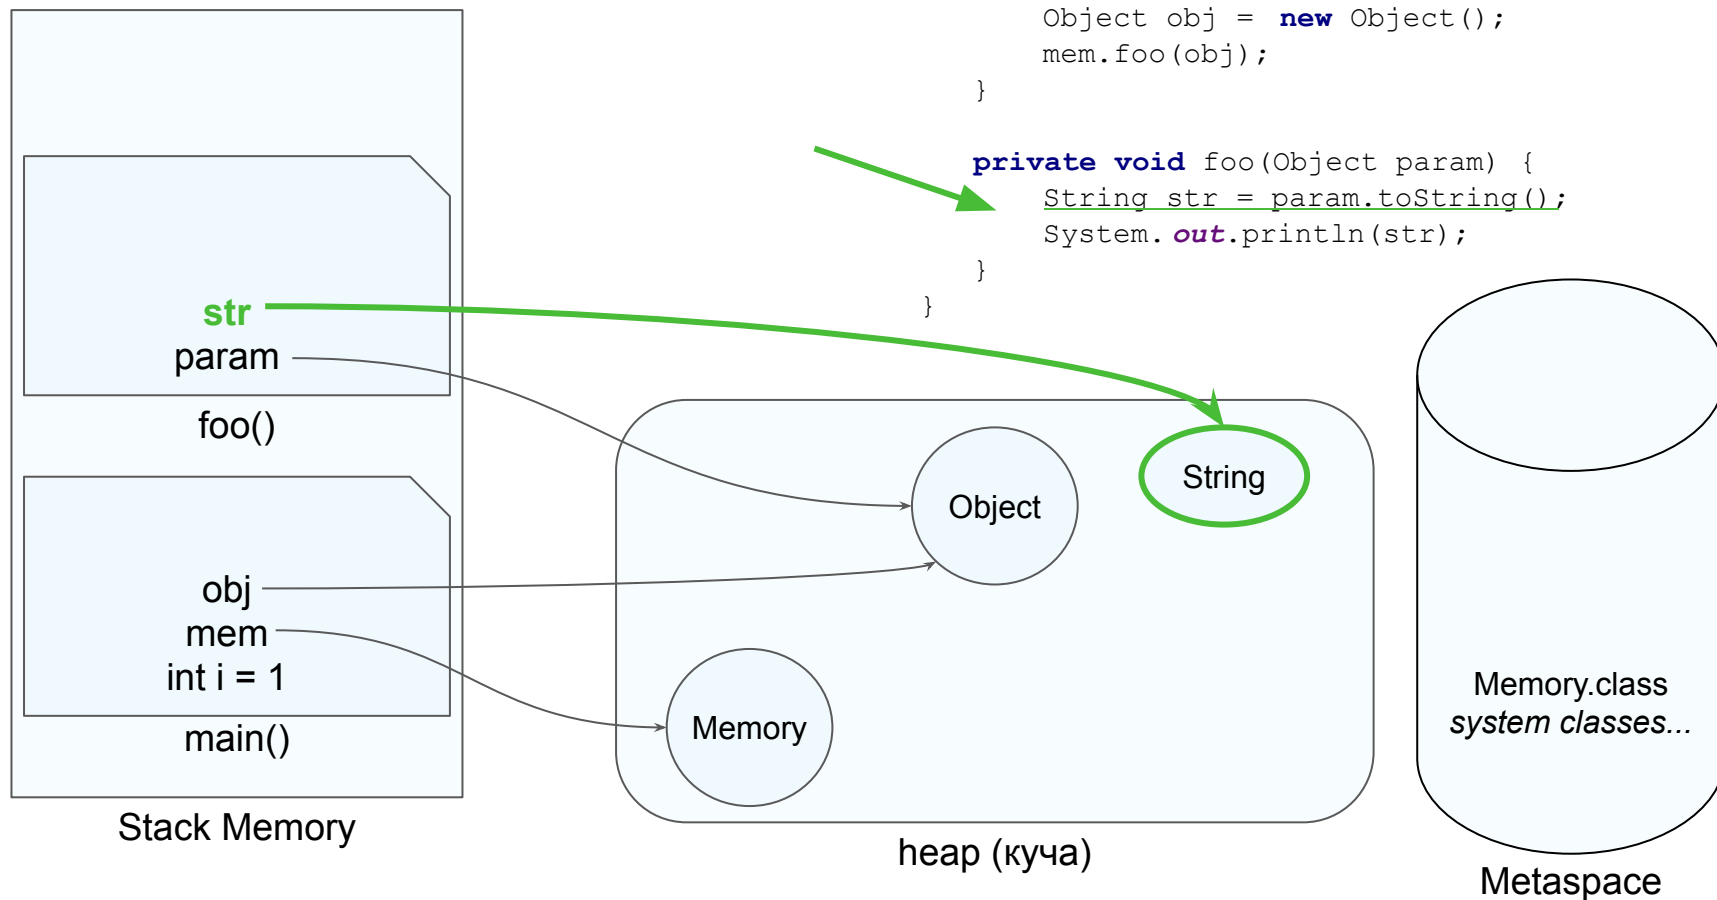 Object obj = new Object();
mem.foo(obj);
}
private void foo(Object param) {
String str = param.toString();
System.out.println(str);
}
}
str
param
foo()
obj
mem
int i = 1
main()
Stack Memory
Object
String
Memory
heap (куча)
Memory.class
system classes...
Metaspace